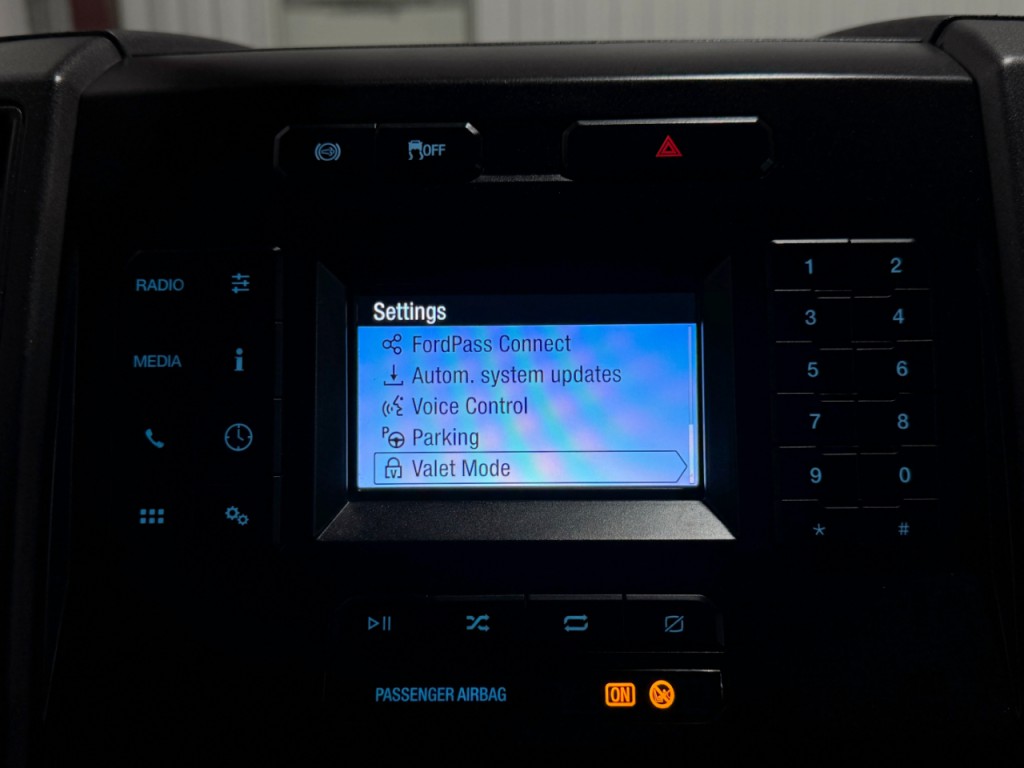 OFF
RADIO
MEDIA
Settings
FordPass Connect
Autom. system updates
Voice Control
P
Parking
V
Valet Mode
1 2
3 4
5 6
7 8
9 0
* #
PASSENGER AIRBAG ON